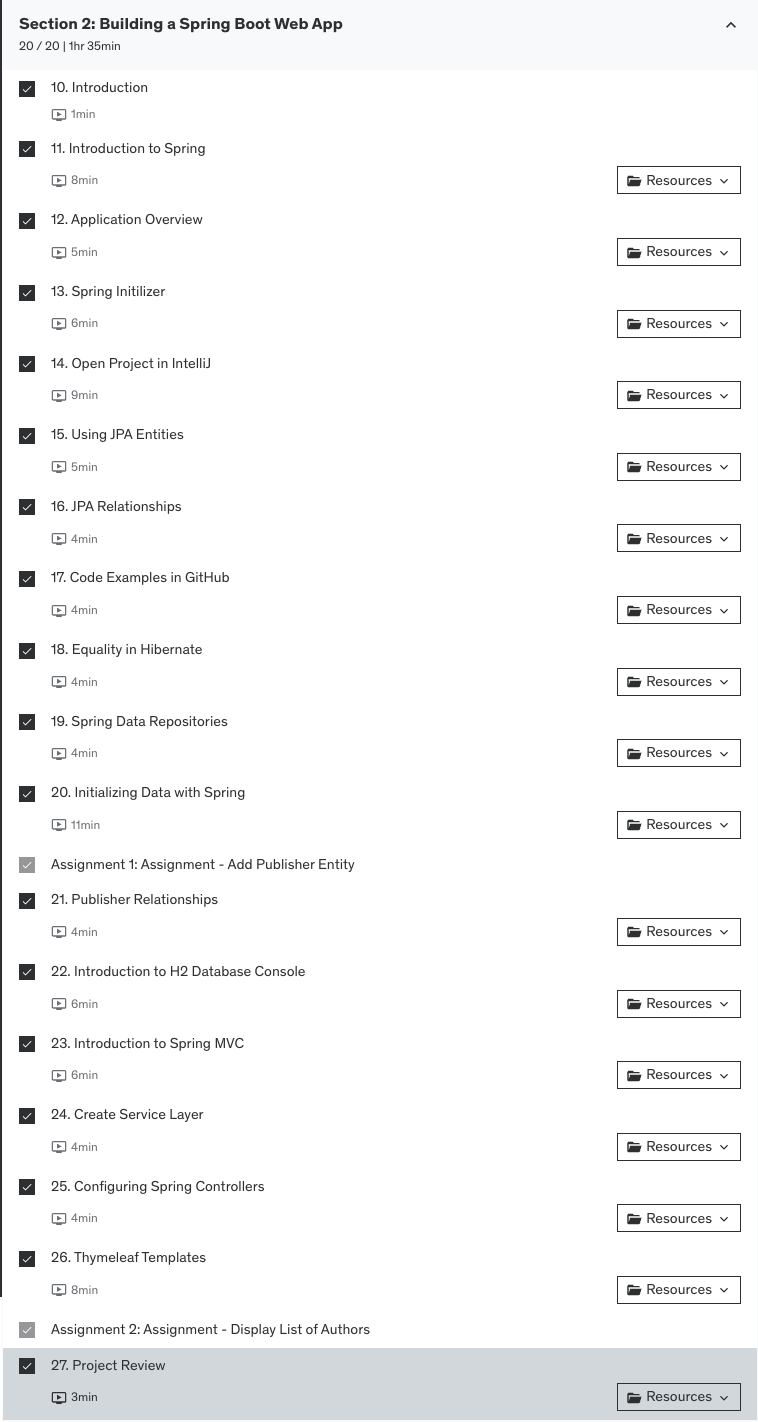 Section 2: Building a Spring Boot Web App
20 / 20 | 1hr 35min
10. Introduction
1min
11. Introduction to Spring
8min
Resources
12. Application Overview
5min
Resources
13. Spring Initilizer
6min
Resources
14. Open Project in IntelliJ
9min
Resources
15. Using JPA Entities
5min
Resources
16. JPA Relationships
4min
Resources
17. Code Examples in GitHub
4min
Resources
18. Equality in Hibernate
4min
Resources
19. Spring Data Repositories
4min
Resources
20. Initializing Data with Spring
11min
Resources
Assignment 1: Assignment - Add Publisher Entity
21. Publisher Relationships
4min
Resources
22. Introduction to H2 Database Console
6min
Resources
23. Introduction to Spring MVC
6min
Resources
24. Create Service Layer
4min
Resources
25. Configuring Spring Controllers
4min
Resources
26. Thymeleaf Templates
8min
Resources
Assignment 2: Assignment - Display List of Authors
27. Project Review
3min
Resources